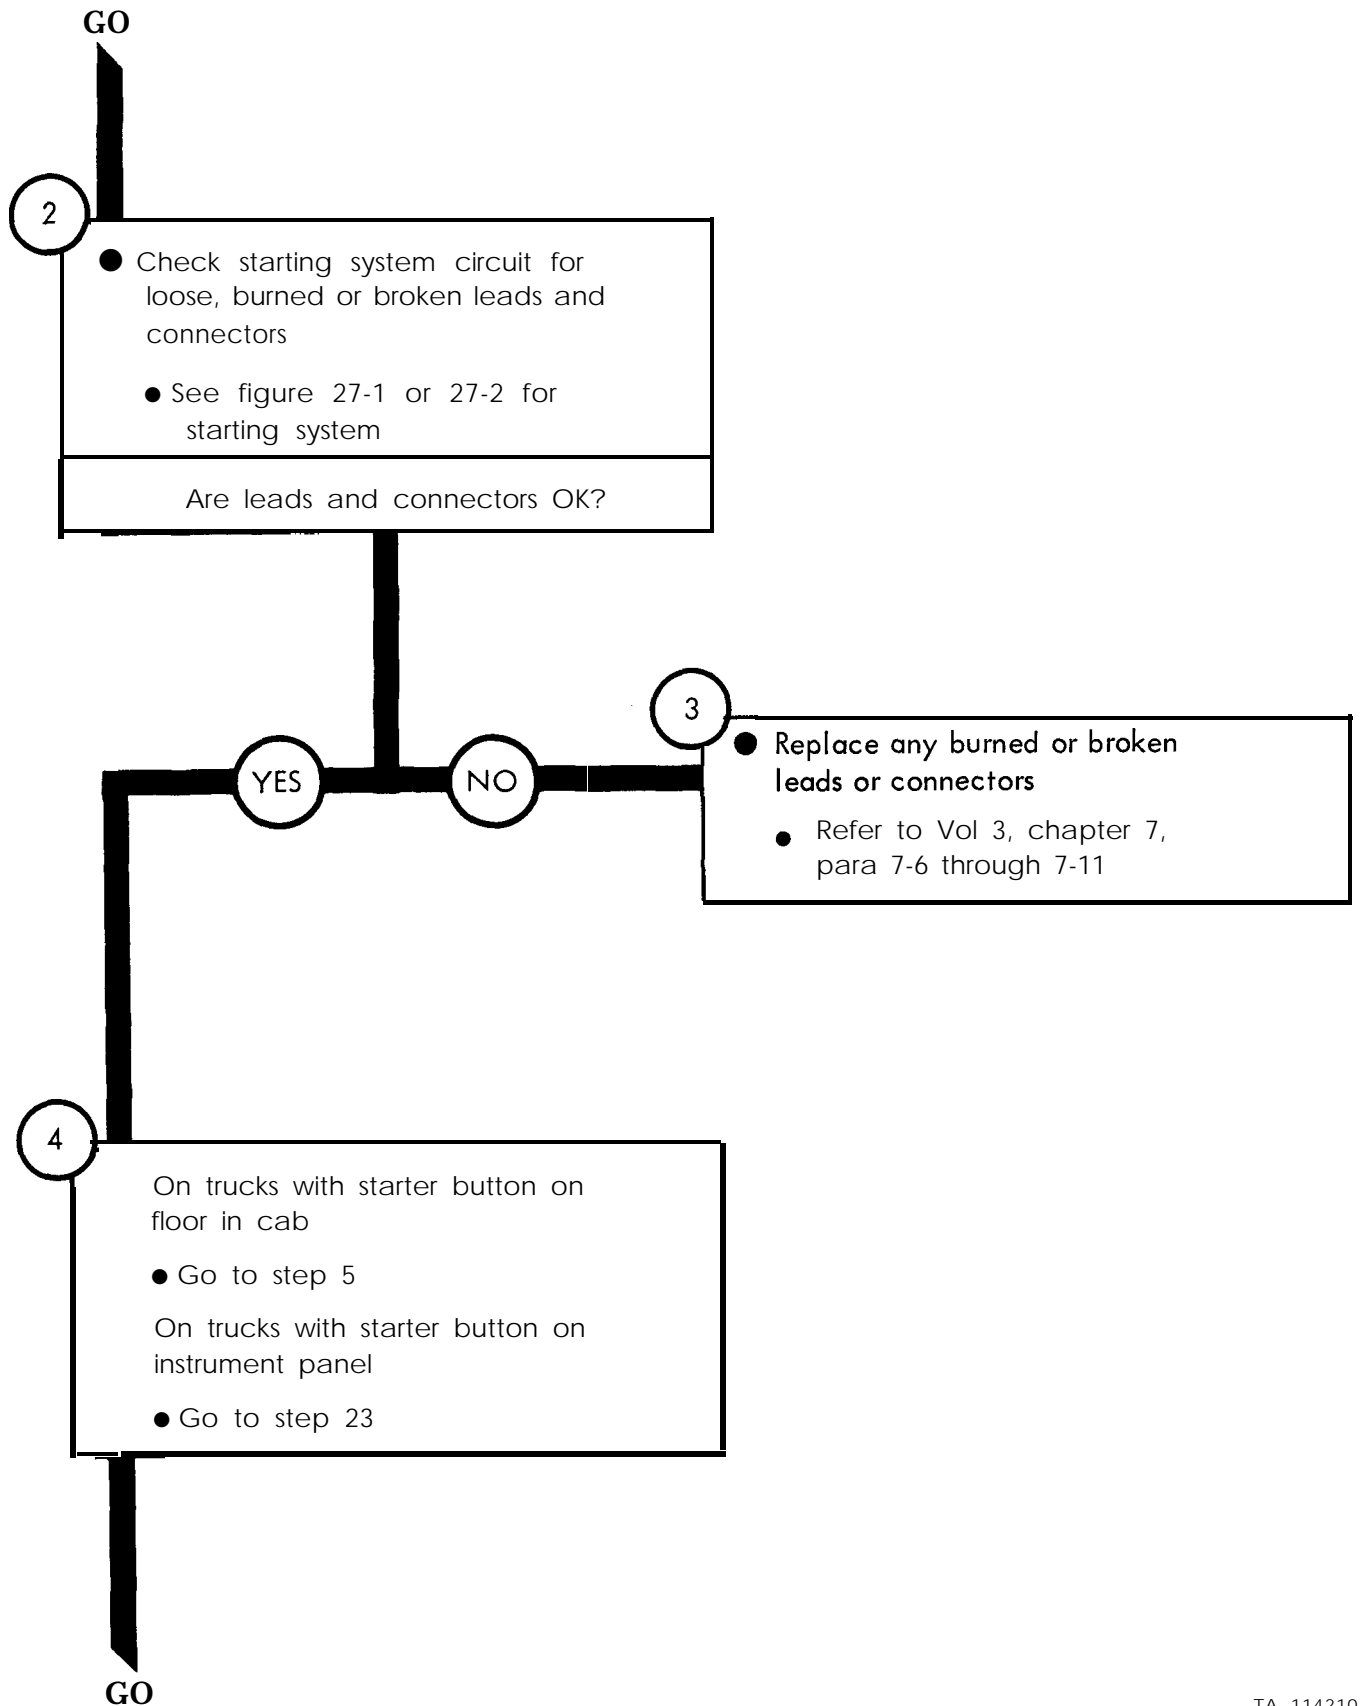 GO
2
● Check starting system circuit for
loose, burned or broken leads and
connectors
● See figure 27-1 or 27-2 for
starting system
Are leads and connectors OK?
YES
NO
3
● Replace any burned or broken
leads or connectors
● Refer to Vol 3, chapter 7,
para 7-6 through 7-11
4
On trucks with starter button on
floor in cab
● Go to step 5
On trucks with starter button on
instrument panel
● Go to step 23
GO
TA 114210